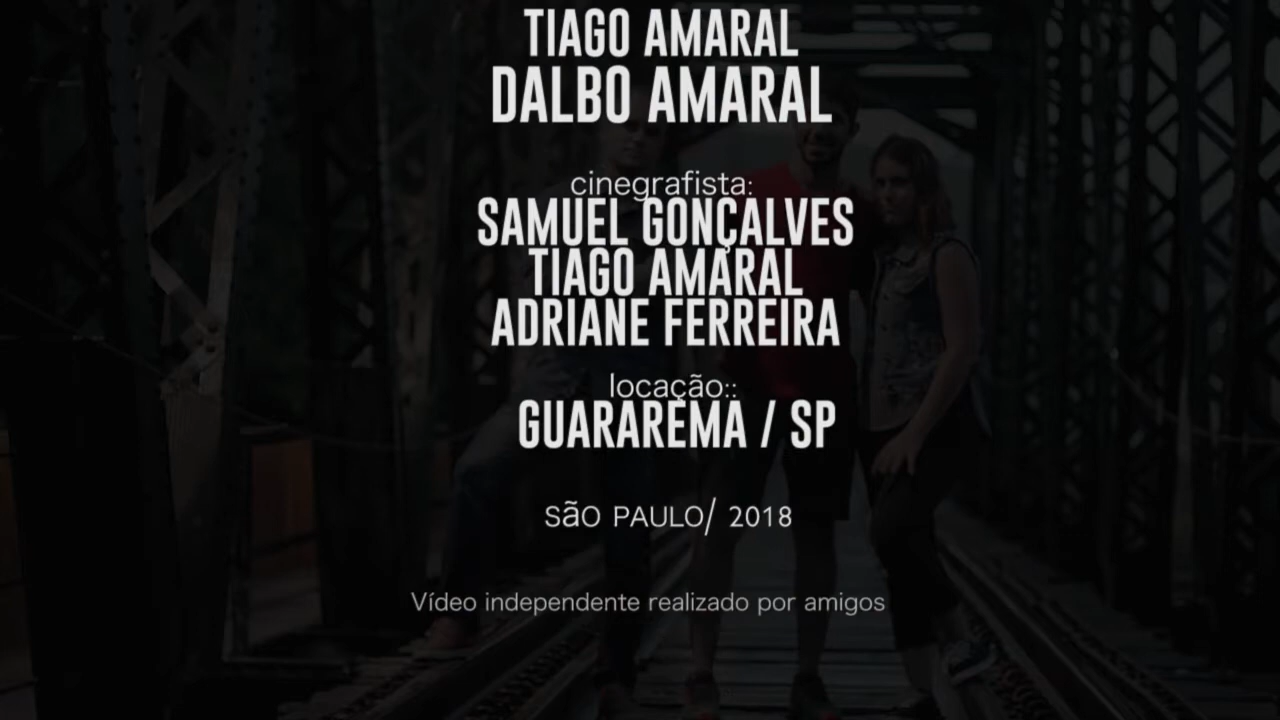 TIAGO AMARAL
DALBO AMARAL
cinegrafista:
SAMUEL GONÇALVES
TIAGO AMARAL
ADRIANE FERREIRA
locação::
GUARAREMA / SP
SãO PAULO/ 2018
Vídeo independente realizado por amigos